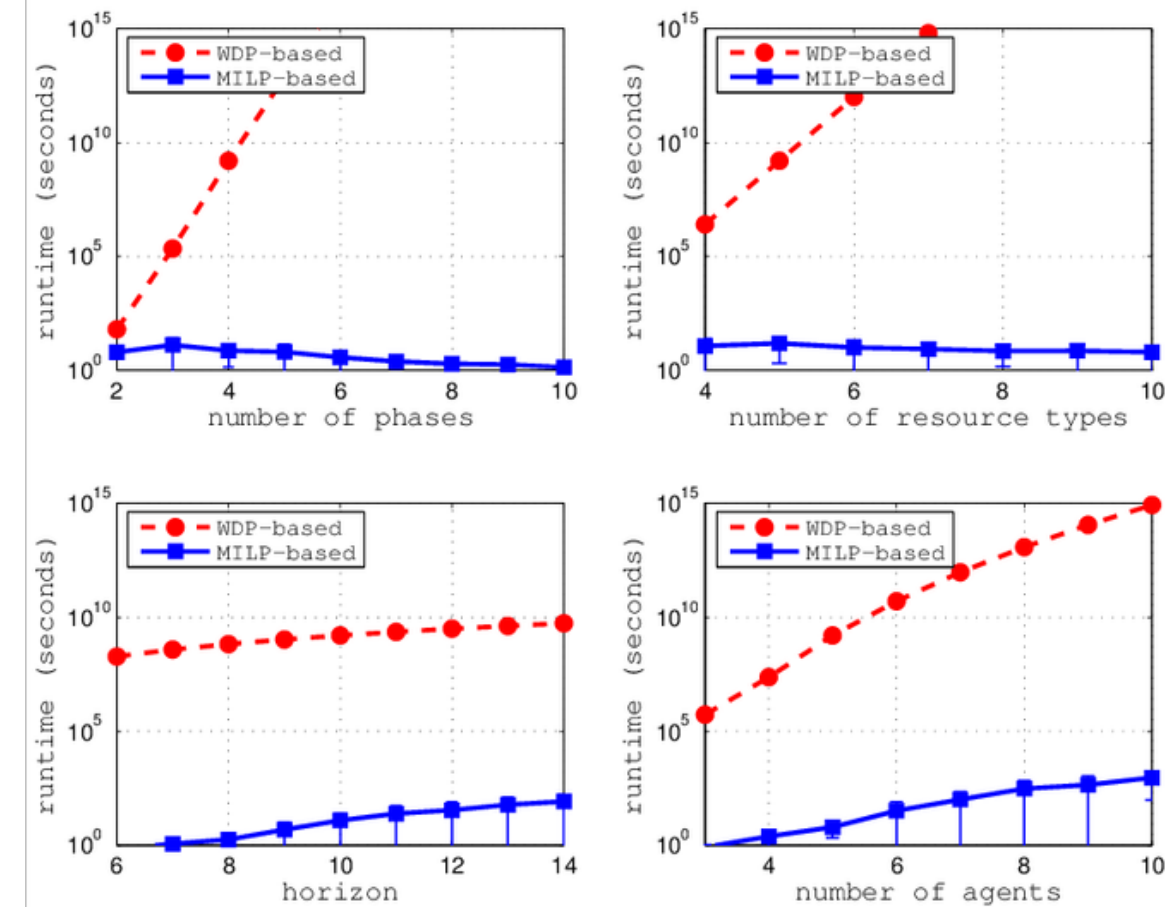 10^15
WDP-based
MILP-based
10^10
10^5
10^0
runtime (seconds)
2 4 6 8 10
number of phases
10^15
WDP-based
MILP-based
10^10
10^5
10^0
runtime (seconds)
4 6 8 10
number of resource types
10^15
WDP-based
MILP-based
10^10
10^5
10^0
runtime (seconds)
6 8 10 12 14
horizon
10^15
WDP-based
MILP-based
10^10
10^5
10^0
runtime (seconds)
4 6 8 10
number of agents